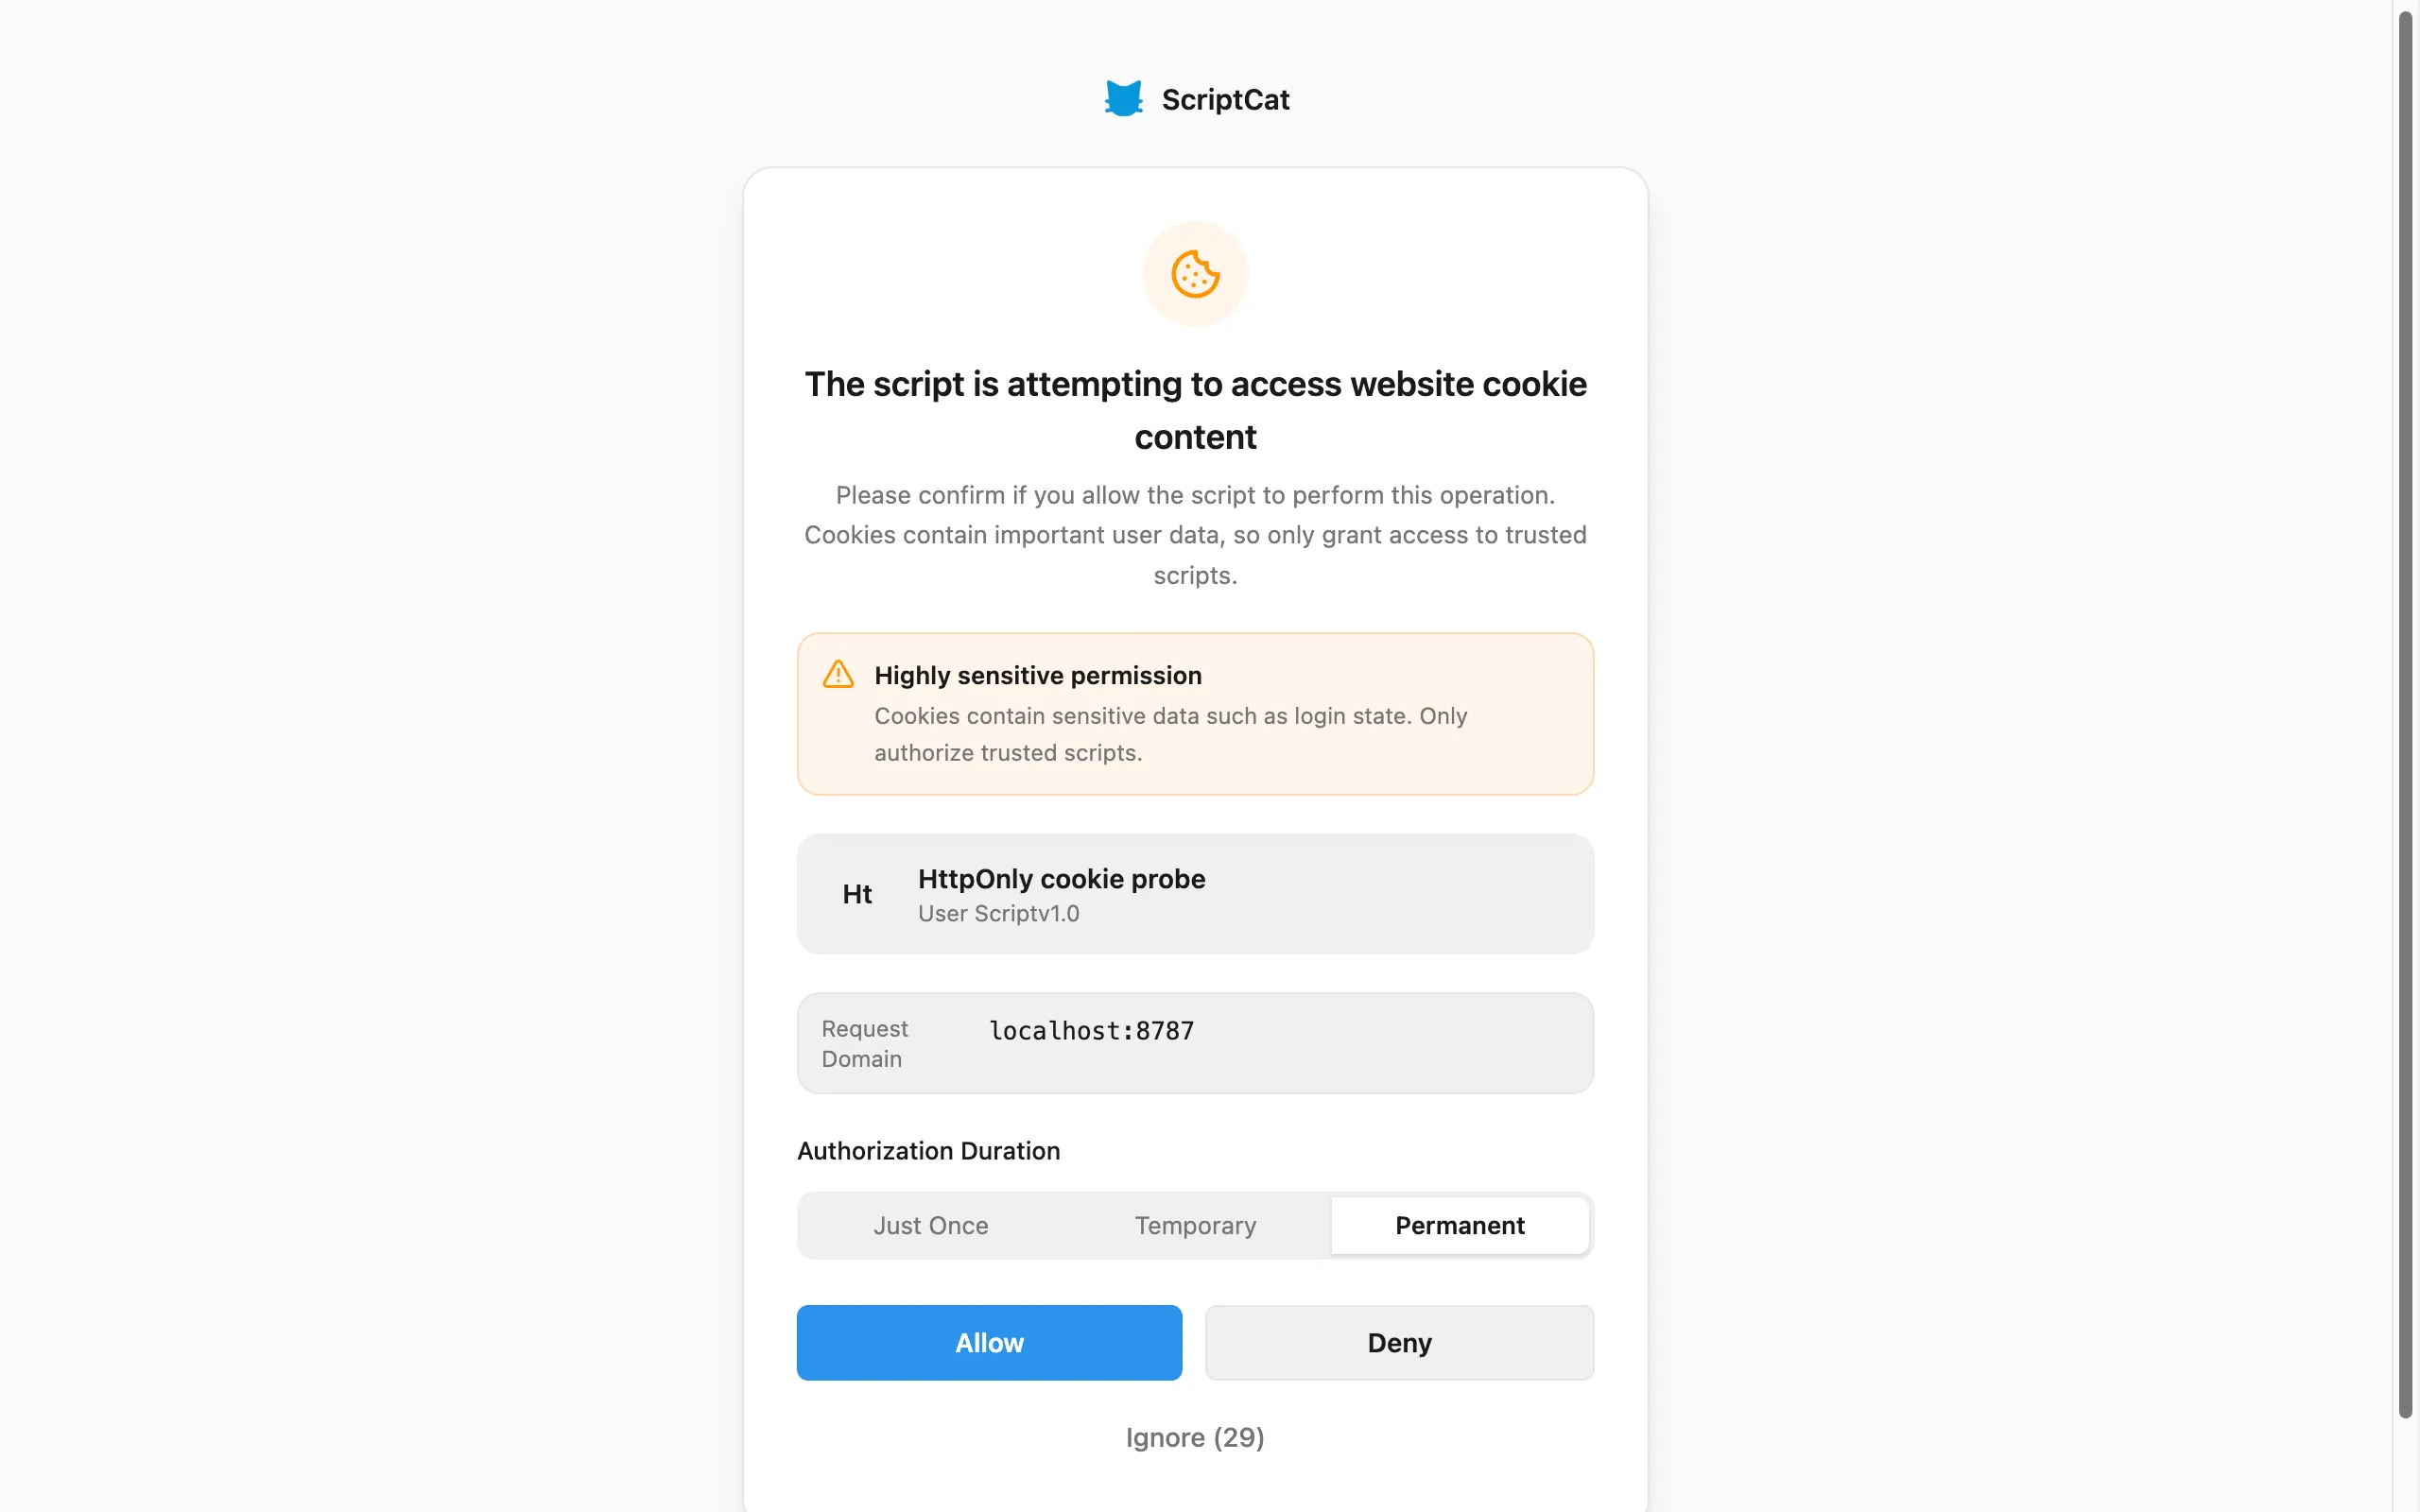 ScriptCat
The script is attempting to access website cookie
content
Please confirm if you allow the script to perform this operation.
Cookies contain important user data, so only grant access to trusted
scripts.
Highly sensitive permission
Cookies contain sensitive data such as login state. Only
authorize trusted scripts.
Ht
HttpOnly cookie probe
User Scriptv1.0
Request
Domain
localhost:8787
Authorization Duration
Just Once
Temporary
Permanent
Allow
Deny
Ignore (29)